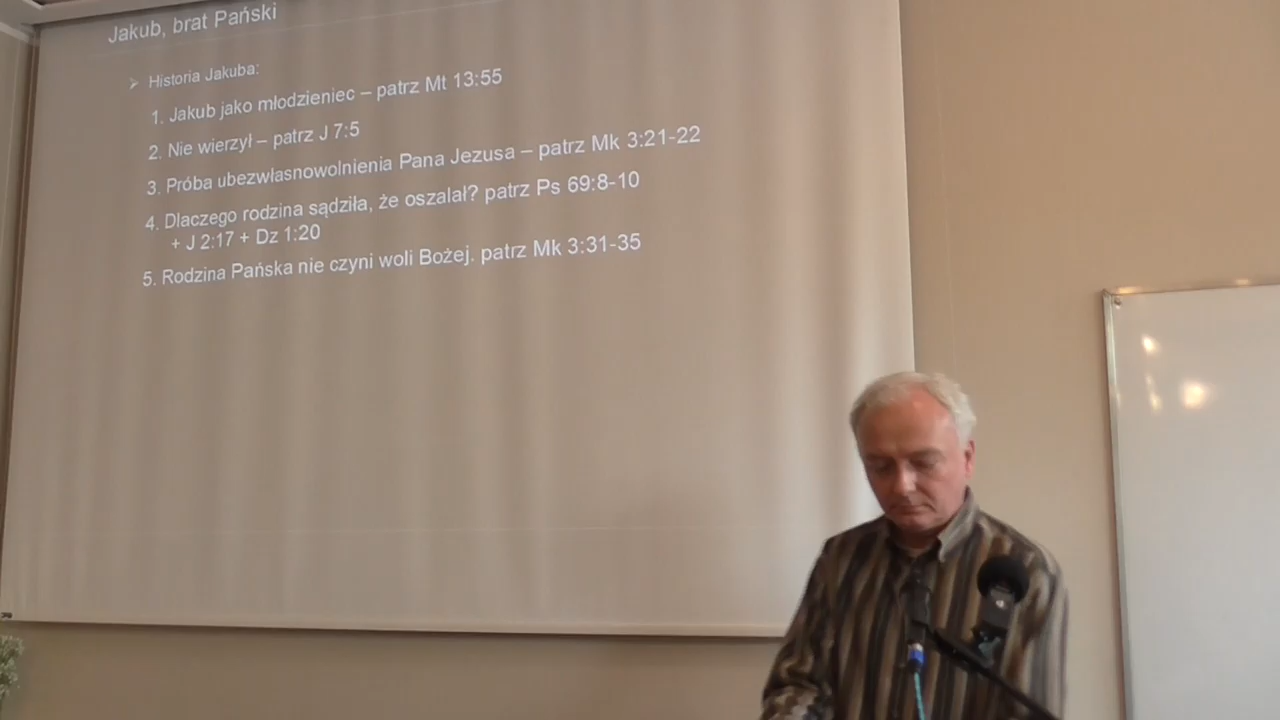 Jakub, brat Pański
Historia Jakuba:
1. Jakub jako młodzieniec – patrz Mt 13:55
2. Nie wierzył – patrz J 7:5
3. Próba ubezwłasnowolnienia Pana Jezusa – patrz Mk 3:21-22
4. Dlaczego rodzina sądziła, że oszalał? patrz Ps 69:8-10
+ J 2:17 + Dz 1:20
5. Rodzina Pańska nie czyni woli Bożej. patrz Mk 3:31-35